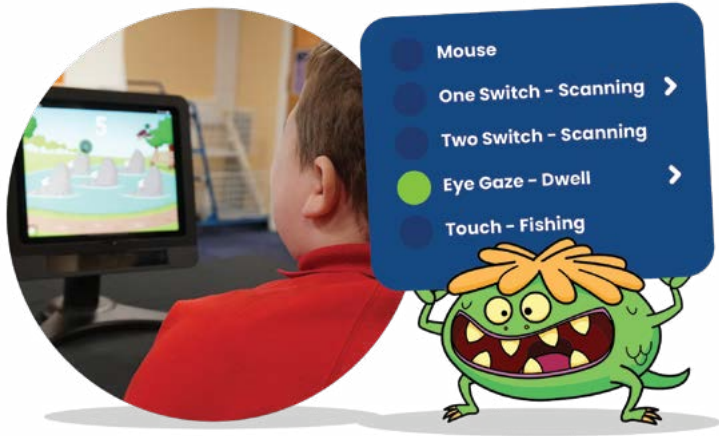 5
Mouse
One Switch - Scanning
Two Switch - Scanning
Eye Gaze - Dwell
Touch - Fishing